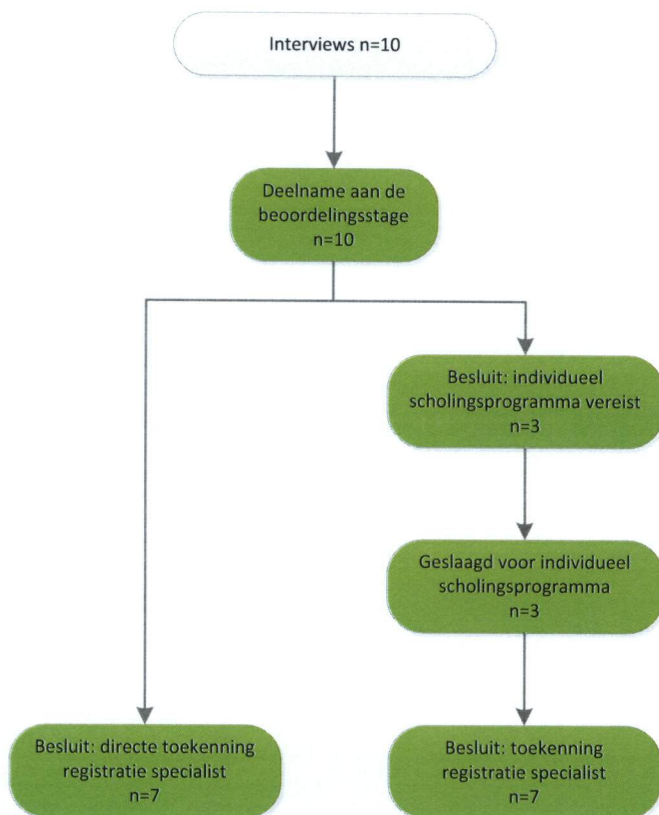 Interviews n=10
Deelname aan de
beoordelingsstage
n=10
Besluit: individueel
scholingsprogramma vereist
n=3
Geslaagd voor individueel
scholingsprogramma
n=3
Besluit: directe toekenning
registratie specialist
n=7
Besluit: toekenning
registratie specialist
n=7